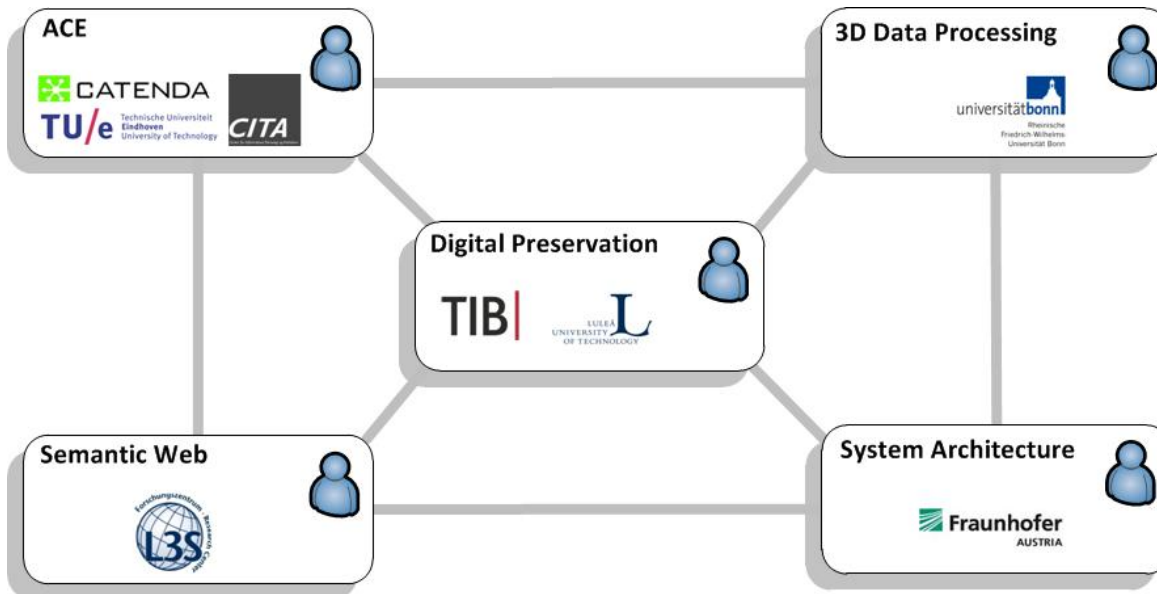 ACE
CATENDA
TU/e
Technische Universiteit
Eindhoven
University of Technology
CITA
3D Data Processing
universitätbonn
Rheinische
Friedrich-Wilhelms-
Universität Bonn
Digital Preservation
TIB
LULEÅ
UNIVERSITY
OF TECHNOLOGY
L
Semantic Web
Forschungszentrum · Research Center
L3S
System Architecture
Fraunhofer
AUSTRIA